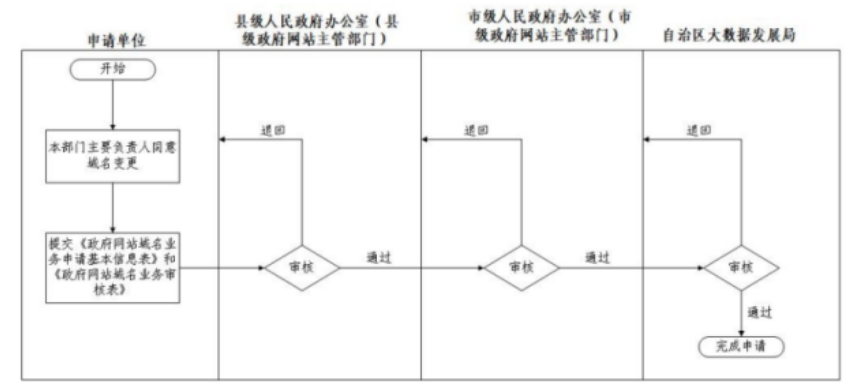 申请单位
县级人民政府办公室（县
级政府网站主管部门）
市级人民政府办公室（市
级政府网站主管部门）
自治区大数据发展局
开始
本部门主要负责人同意
域名变更
提交《政府网站域名业
务申请基本信息表》和
《政府网站域名业务审
核表》
退回
审核
通过
退回
审核
通过
退回
审核
通过
完成申请